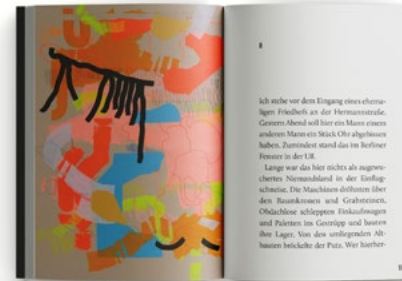 8
Ich stehe vor dem Eingang eines ehema-
ligen Friedhofs an der Hermannstraße.
Gestern Abend soll hier ein Mann einem
anderen Mann ein Stück Ohr abgebissen
haben. Zumindest stand das im Berliner
Fenster in der U8.
Lange war das hier nichts als zugewu-
chertes Niemandsland in der Einflug-
schneise. Die Maschinen dröhnten über
den Baumkronen und Grabsteinen,
Obdachlose schleppten Einkaufswagen
und Paletten ins Gestrüpp und bauten
ihre Lager. Von den umliegenden Alt-
bauten bröckelte der Putz. Wer hierher-